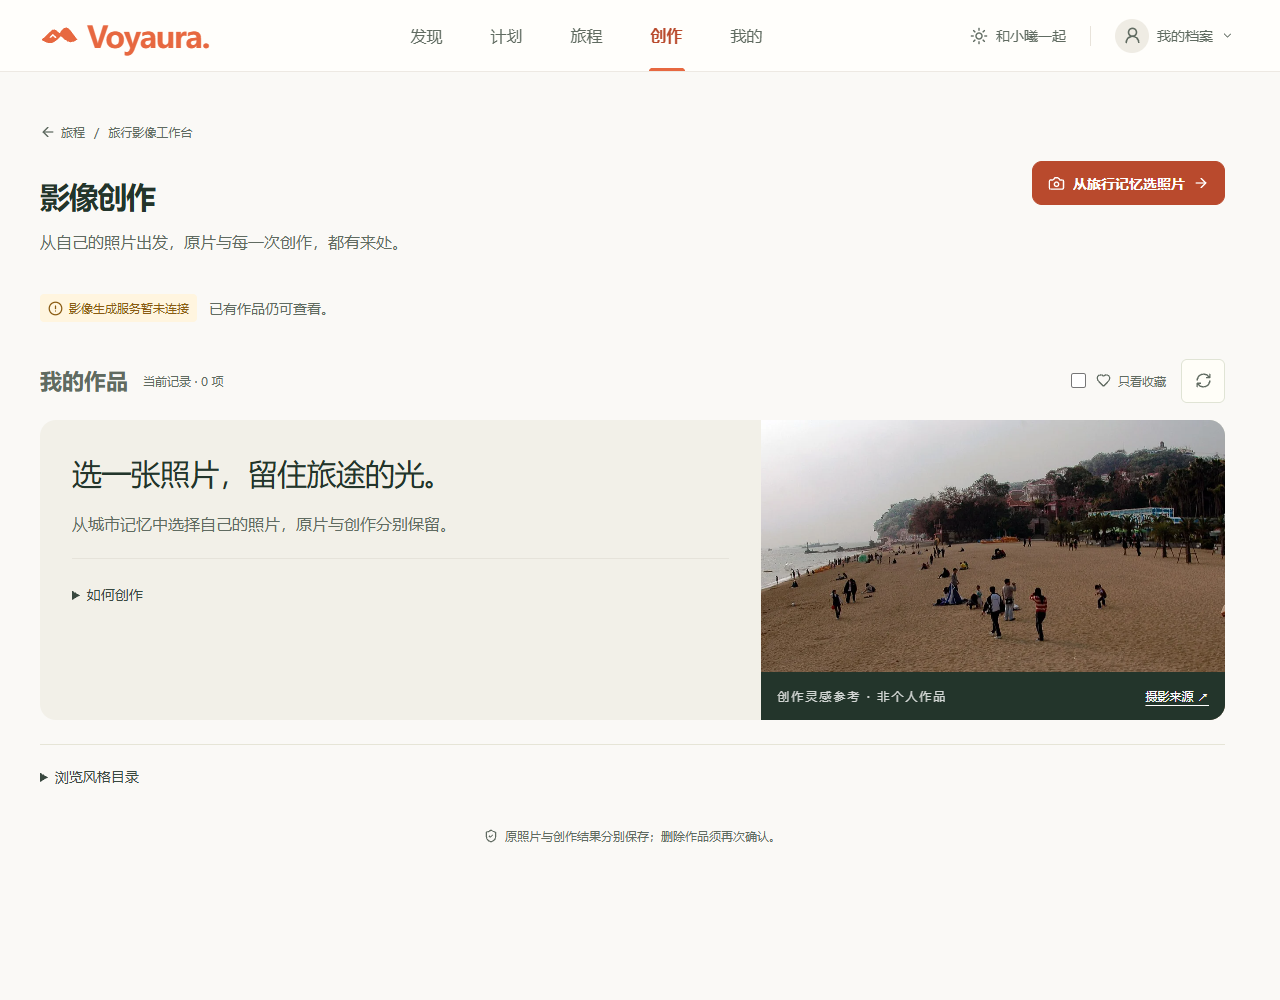 Voyaura.
发现
计划
旅程
创作
我的
和小曦一起
我的档案
旅程 / 旅行影像工作台
影像创作
从旅行记忆选照片
从自己的照片出发，原片与每一次创作，都有来处。
影像生成服务暂未连接
已有作品仍可查看。
我的作品
当前记录 · 0 项
只看收藏
选一张照片，留住旅途的光。
从城市记忆中选择自己的照片，原片与创作分别保留。
如何创作
创作灵感参考 · 非个人作品
摄影来源 ↗
浏览风格目录
原照片与创作结果分别保存；删除作品须再次确认。